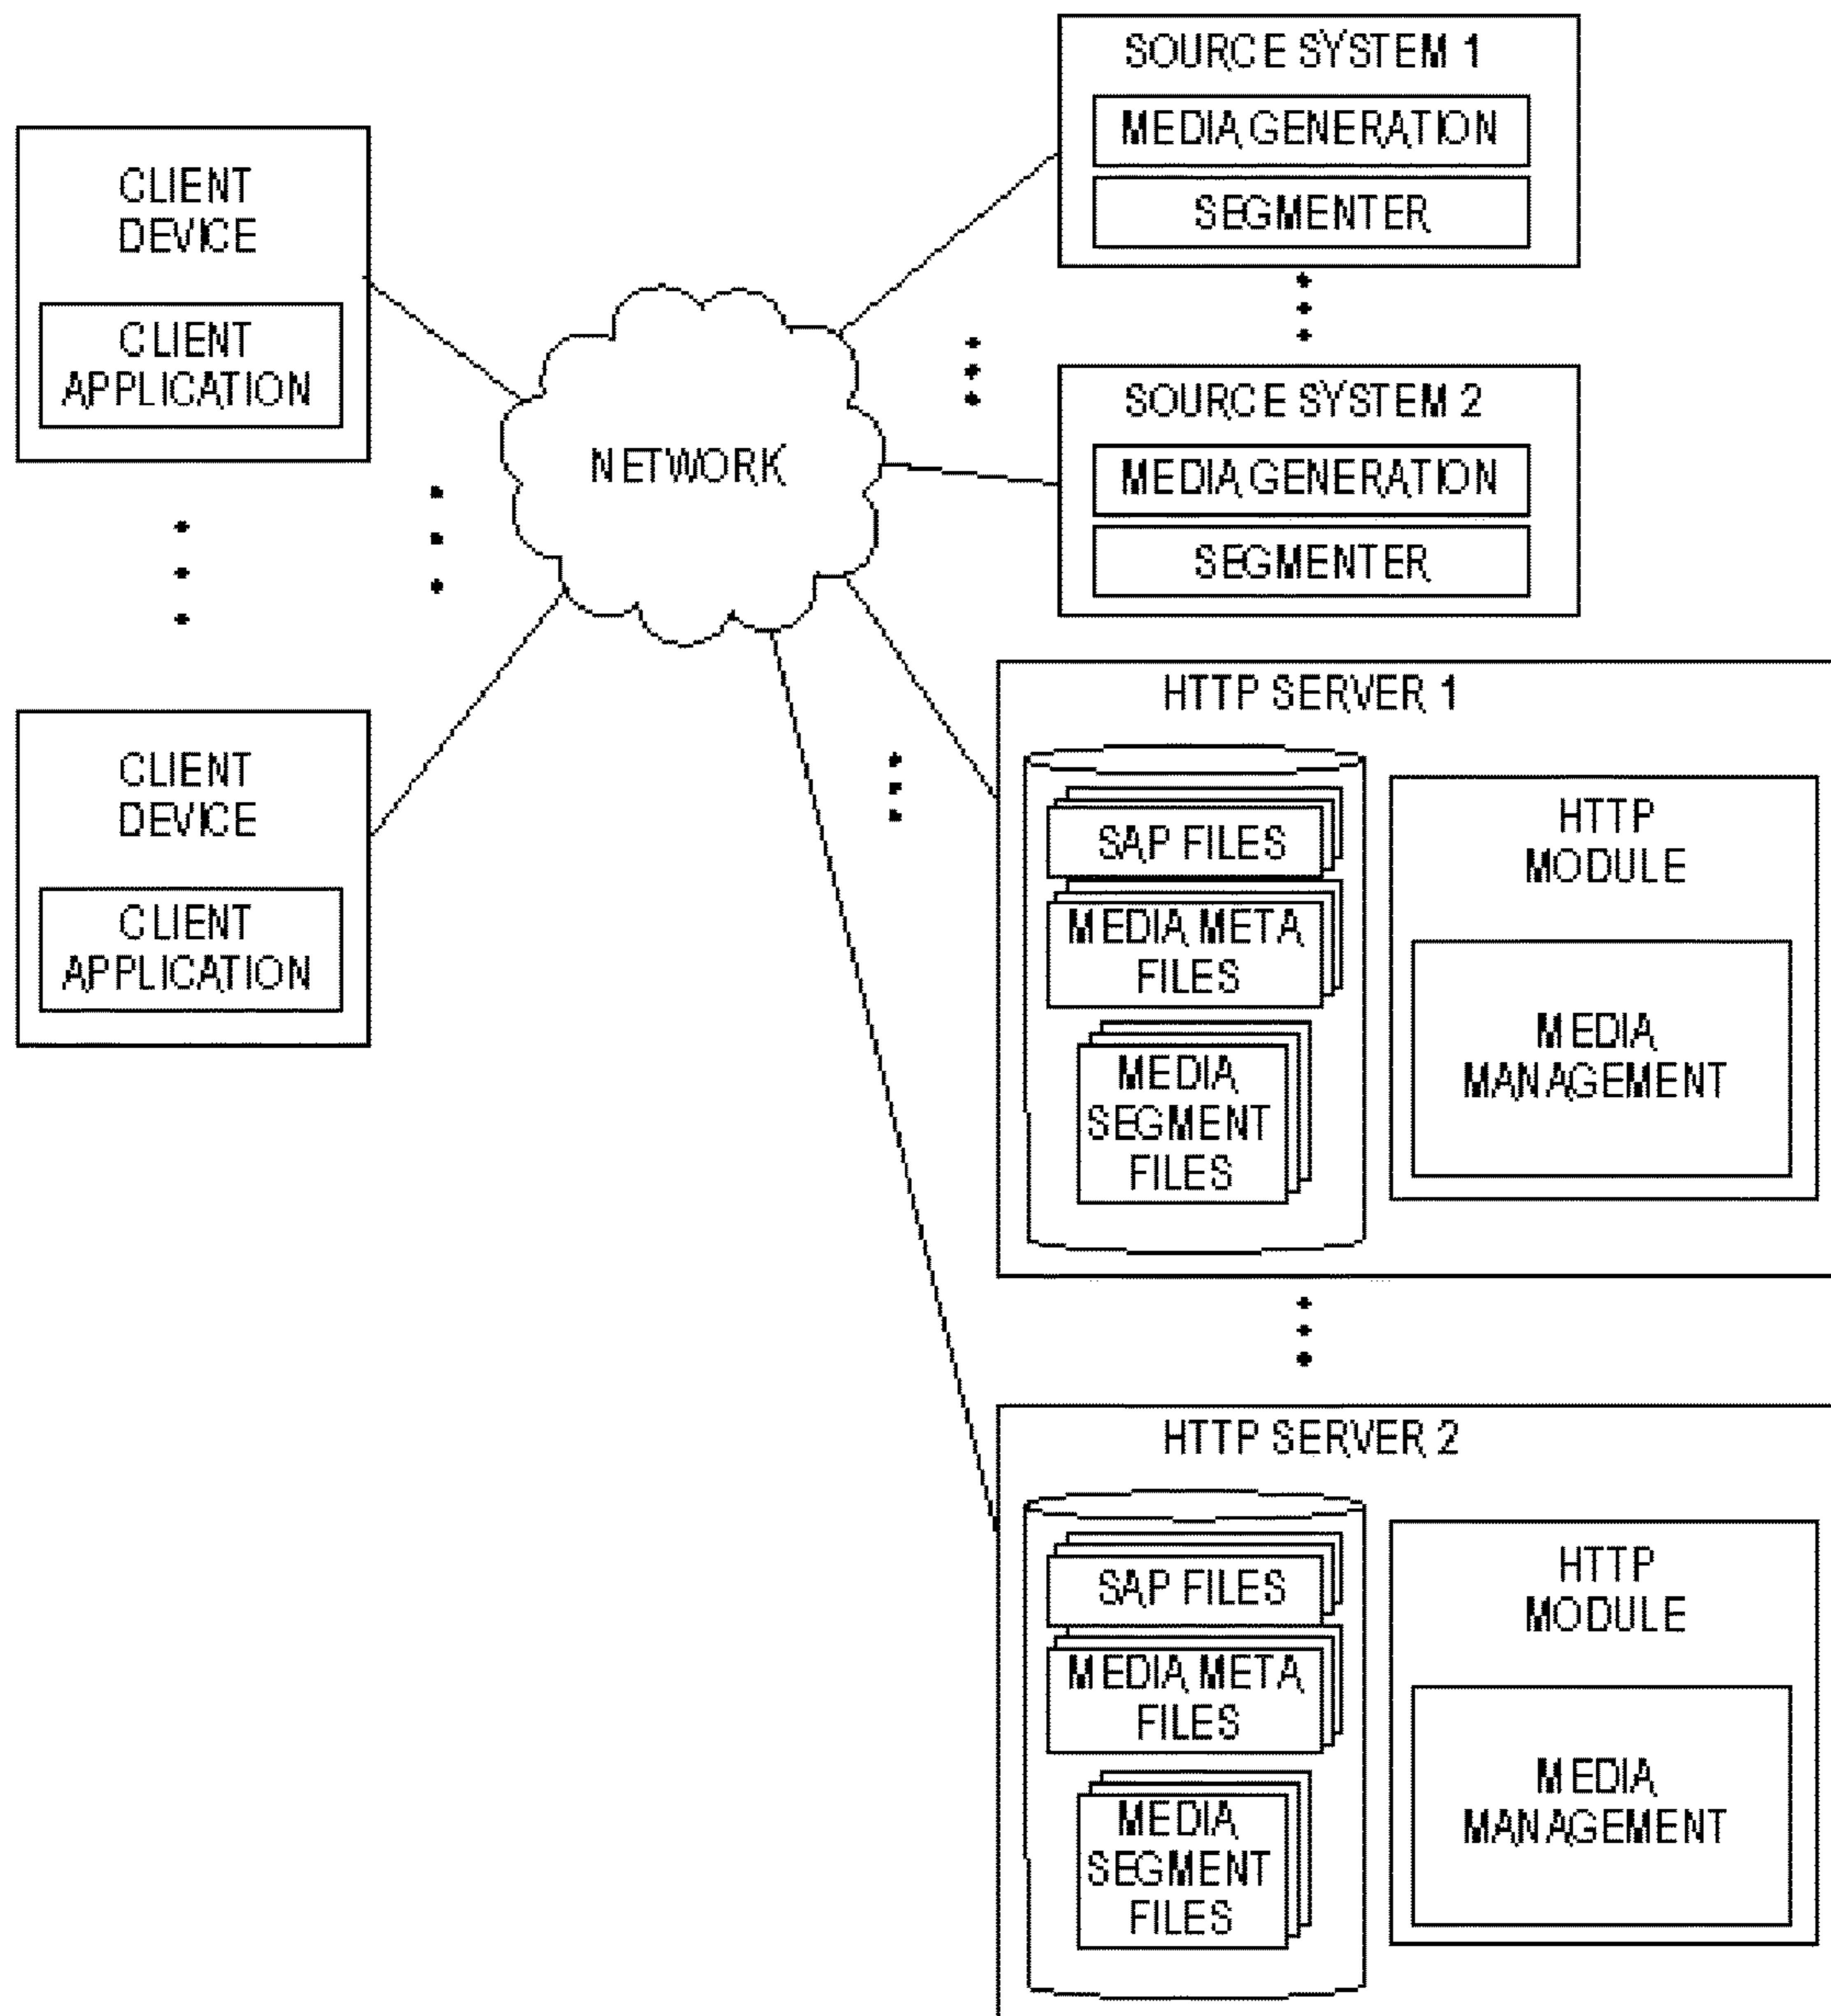 SOURCE SYSTEM 1
MEDIA GENERATION
SEGMENTER
CLIENT
DEVICE
CLIENT
APPLICATION
NETWORK
SOURCE SYSTEM 2
MEDIA GENERATION
SEGMENTER
CLIENT
DEVICE
CLIENT
APPLICATION
HTTP SERVER 1
SAP FILES
MEDIA META
FILES
MEDIA
SEGMENT
FILES
HTTP
MODULE
MEDIA
MANAGEMENT
HTTP SERVER 2
SAP FILES
MEDIA META
FILES
MEDIA
SEGMENT
FILES
HTTP
MODULE
MEDIA
MANAGEMENT